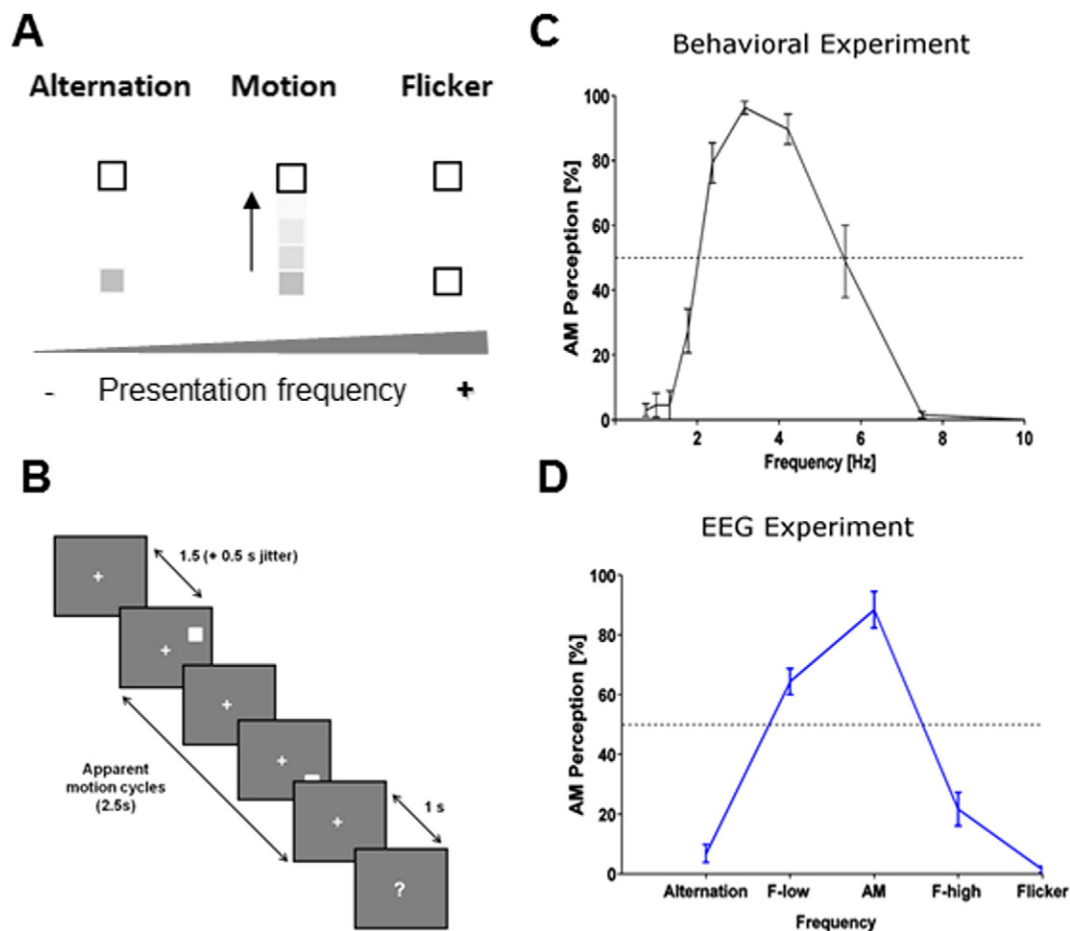 A
Alternation Motion Flicker
- Presentation frequency +
B
1.5 (+ 0.5 s jitter)
Apparent
motion cycles
(2.5s)
1 s
?
C
Behavioral Experiment
AM Perception [%]
100
80
60
40
20
0
2 4 6 8 10
Frequency [Hz]
D
EEG Experiment
AM Perception [%]
100
80
60
40
20
0
Alternation F-low AM F-high Flicker
Frequency